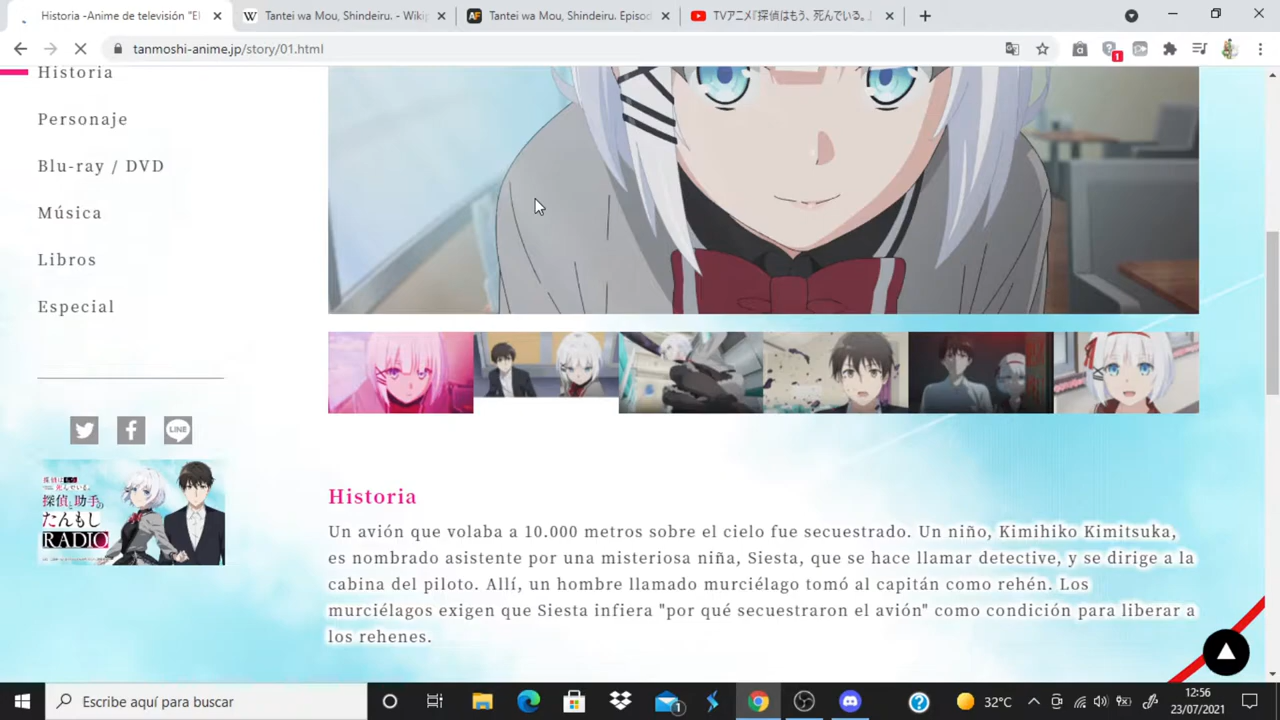 Historia -Anime de televisión "El
Tantei wa Mou, Shindeiru. - Wikip
AF
Tantei wa Mou, Shindeiru. Episod
TVアニメ『探偵はもう、死んでいる。』
tanmoshi-anime.jp/story/01.html
1
Historia
Personaje
Blu-ray / DVD
Música
Libros
Especial
LINE
探偵はもう、
死んでいる。
探偵と助手の
たんもし
RADIO
Historia
Un avión que volaba a 10.000 metros sobre el cielo fue secuestrado. Un niño, Kimihiko Kimitsuka,
es nombrado asistente por una misteriosa niña, Siesta, que se hace llamar detective, y se dirige a la
cabina del piloto. Allí, un hombre llamado murciélago tomó al capitán como rehén. Los
murciélagos exigen que Siesta infiera "por qué secuestraron el avión" como condición para liberar a
los rehenes.
Escribe aquí para buscar
1
32°C
12:56
23/07/2021